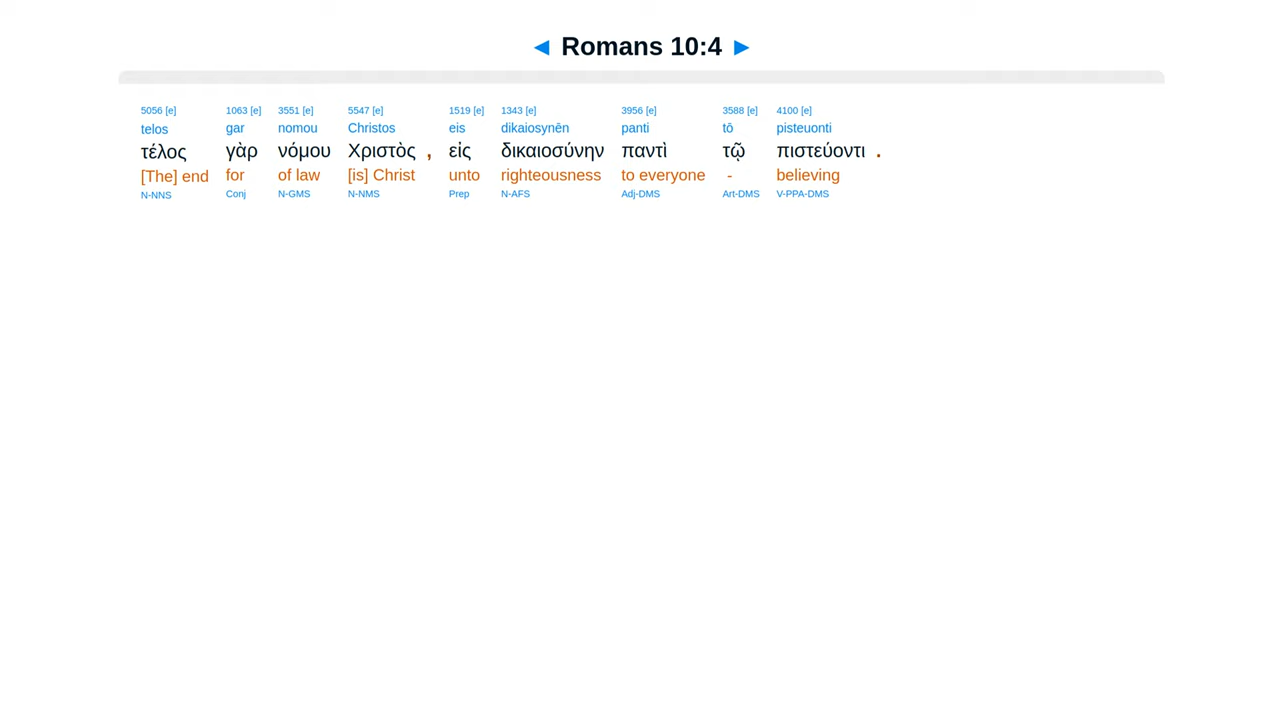 ◄ Romans 10:4 ►
5056 [e] 1063 [e] 3551 [e] 5547 [e] 1519 [e] 1343 [e] 3956 [e] 3588 [e] 4100 [e]
telos gar nomou Christos eis dikaiosynēn panti tō pisteuonti
τέλος γὰρ νόμου Χριστὸς , εἰς δικαιοσύνην παντὶ τῷ πιστεύοντι .
[The] end for of law [is] Christ unto righteousness to everyone - believing
N-NNS Conj N-GMS N-NMS Prep N-AFS Adj-DMS Art-DMS V-PPA-DMS